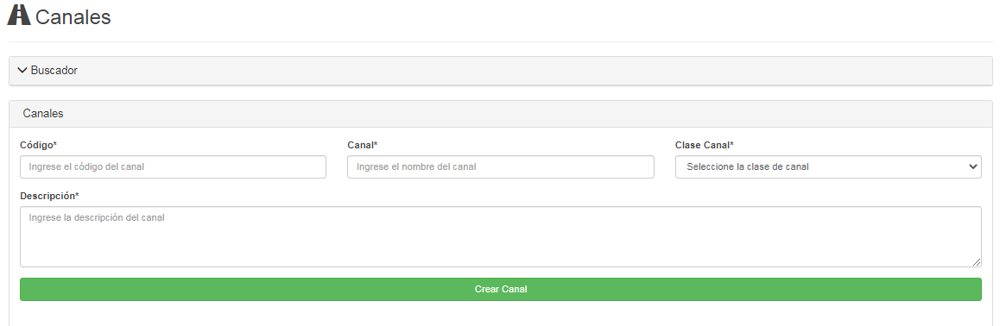 Canales
Buscador
Canales
Código* Canal* Clase Canal*
Ingrese el código del canal Ingrese el nombre del canal Seleccione la clase de canal
Descripción*
Ingrese la descripción del canal
Crear Canal